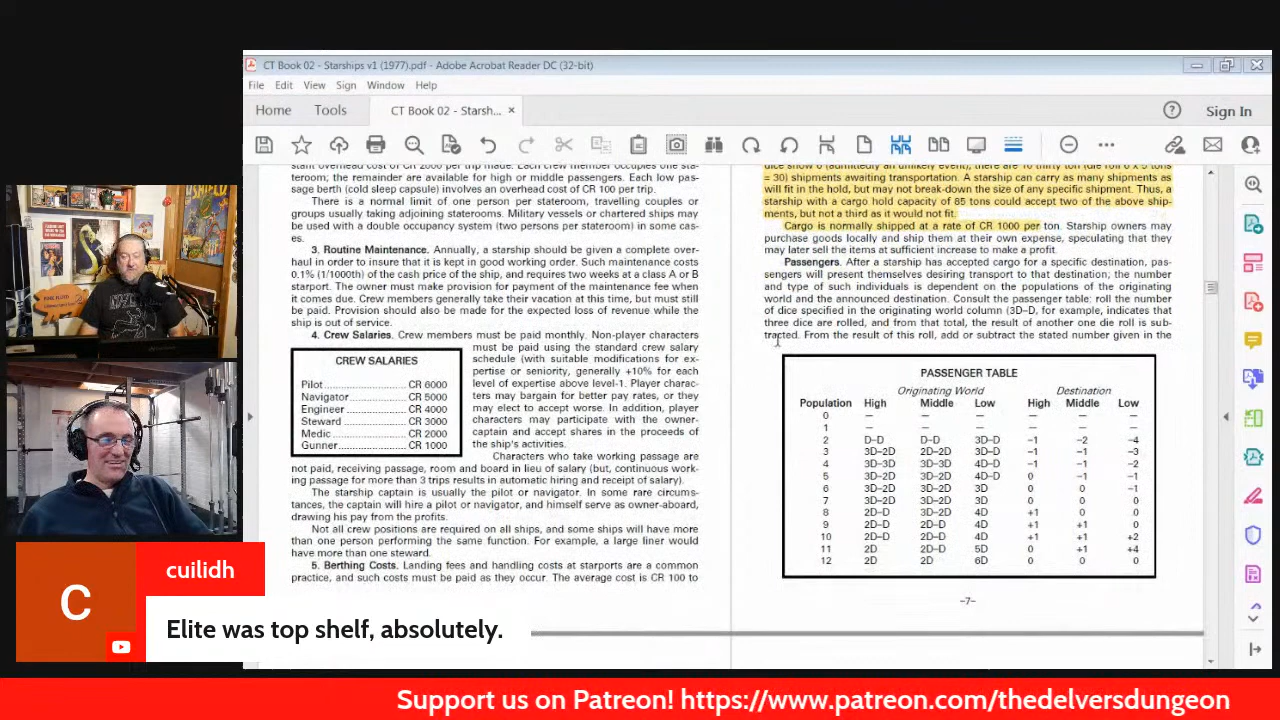 CT Book 02 - Starships v1 (1977).pdf - Adobe Acrobat Reader DC (32-bit)
File Edit View Sign Window Help
Home Tools CT Book 02 - Starsh... × Sign In
stant overhead cost of CR 2000 per trip made. Each crew member occupies one sta-
teroom; the remainder are available for high or middle passengers. Each low pas-
sage berth (cold sleep capsule) involves an overhead cost of CR 100 per trip.
There is a normal limit of one person per stateroom, travelling couples or
groups usually taking adjoining staterooms. Military vessels or chartered ships may
be used with a double occupancy system (two persons per stateroom) in some cas-
es.
3. Routine Maintenance. Annually, a starship should be given a complete over-
haul in order to insure that it is kept in good working order. Such maintenance costs
0.1% (1/1000th) of the cash price of the ship, and requires two weeks at a class A or B
starport. The owner must make provision for payment of the maintenance fee when
it comes due. Crew members generally take their vacation at this time, but must still
be paid. Provision should also be made for the expected loss of revenue while the
ship is out of service.
4. Crew Salaries. Crew members must be paid monthly. Non-player characters
must be paid using the standard crew salary
schedule (with suitable modifications for ex-
pertise or seniority, generally +10% for each
level of expertise above level-1. Player charac-
ters may bargain for better pay rates, or they
may elect to accept worse. In addition, player
characters may participate with the owner-
captain and accept shares in the proceeds of
the ship's activities.
CREW SALARIES
Pilot.......................... CR 6000
Navigator................... CR 5000
Engineer.................... CR 4000
Steward ..................... CR 3000
Medic ........................ CR 2000
Gunner....................... CR 1000
Characters who take working passage are
not paid, receiving passage, room and board in lieu of salary (but, continuous work-
ing passage for more than 3 trips results in automatic hiring and receipt of salary).
The starship captain is usually the pilot or navigator. In some rare circums-
tances, the captain will hire a pilot or navigator, and himself serve as owner-aboard,
drawing his pay from the profits.
Not all crew positions are required on all ships, and some ships will have more
than one person performing the same function. For example, a large liner would
have more than one steward.
5. Berthing Costs. Landing fees and handling costs at starports are a common
practice, and such costs must be paid as they occur. The average cost is CR 100 to
dice show 6 (admittedly an unlikely event), there are 10 thirty ton (die roll 6 X 5 tons
= 30) shipments awaiting transportation. A starship can carry as many shipments as
will fit in the hold, but may not break-down the size of any specific shipment. Thus, a
starship with a cargo hold capacity of 85 tons could accept two of the above ship-
ments, but not a third as it would not fit.
Cargo is normally shipped at a rate of CR 1000 per ton. Starship owners may
purchase goods locally and ship them at their own expense, speculating that they
may later sell the items at sufficient increase to make a profit.
Passengers. After a starship has accepted cargo for a specific destination, pas-
sengers will present themselves desiring transport to that destination; the number
and type of such individuals is dependent on the populations of the originating
world and the announced destination. Consult the passenger table: roll the number
of dice specified in the originating world column (3D–D, for example, indicates that
three dice are rolled, and from that total, the result of another one die roll is sub-
tracted. From the result of this roll, add or subtract the stated number given in the
PASSENGER TABLE
Originating World Destination
Population High Middle Low High Middle Low
0 — — — — — —
1 — — — — — —
2 D–D D–D 3D–D −1 −2 −4
3 3D–2D 2D–2D 3D–D −1 −1 −3
4 3D–3D 3D–3D 4D–D −1 −1 −2
5 3D–2D 3D–2D 4D–D 0 −1 −1
6 3D–2D 3D–2D 3D 0 0 −1
7 3D–2D 3D–2D 3D 0 0 0
8 2D–D 3D–2D 4D +1 0 0
9 2D–D 2D–D 4D +1 +1 0
10 2D–D 2D–D 4D +1 +1 +2
11 2D 2D–D 5D 0 +1 +4
12 2D 2D 6D 0 0 0
–7–
C
cuilidh
Elite was top shelf, absolutely.
Support us on Patreon! https://www.patreon.com/thedelversdungeon